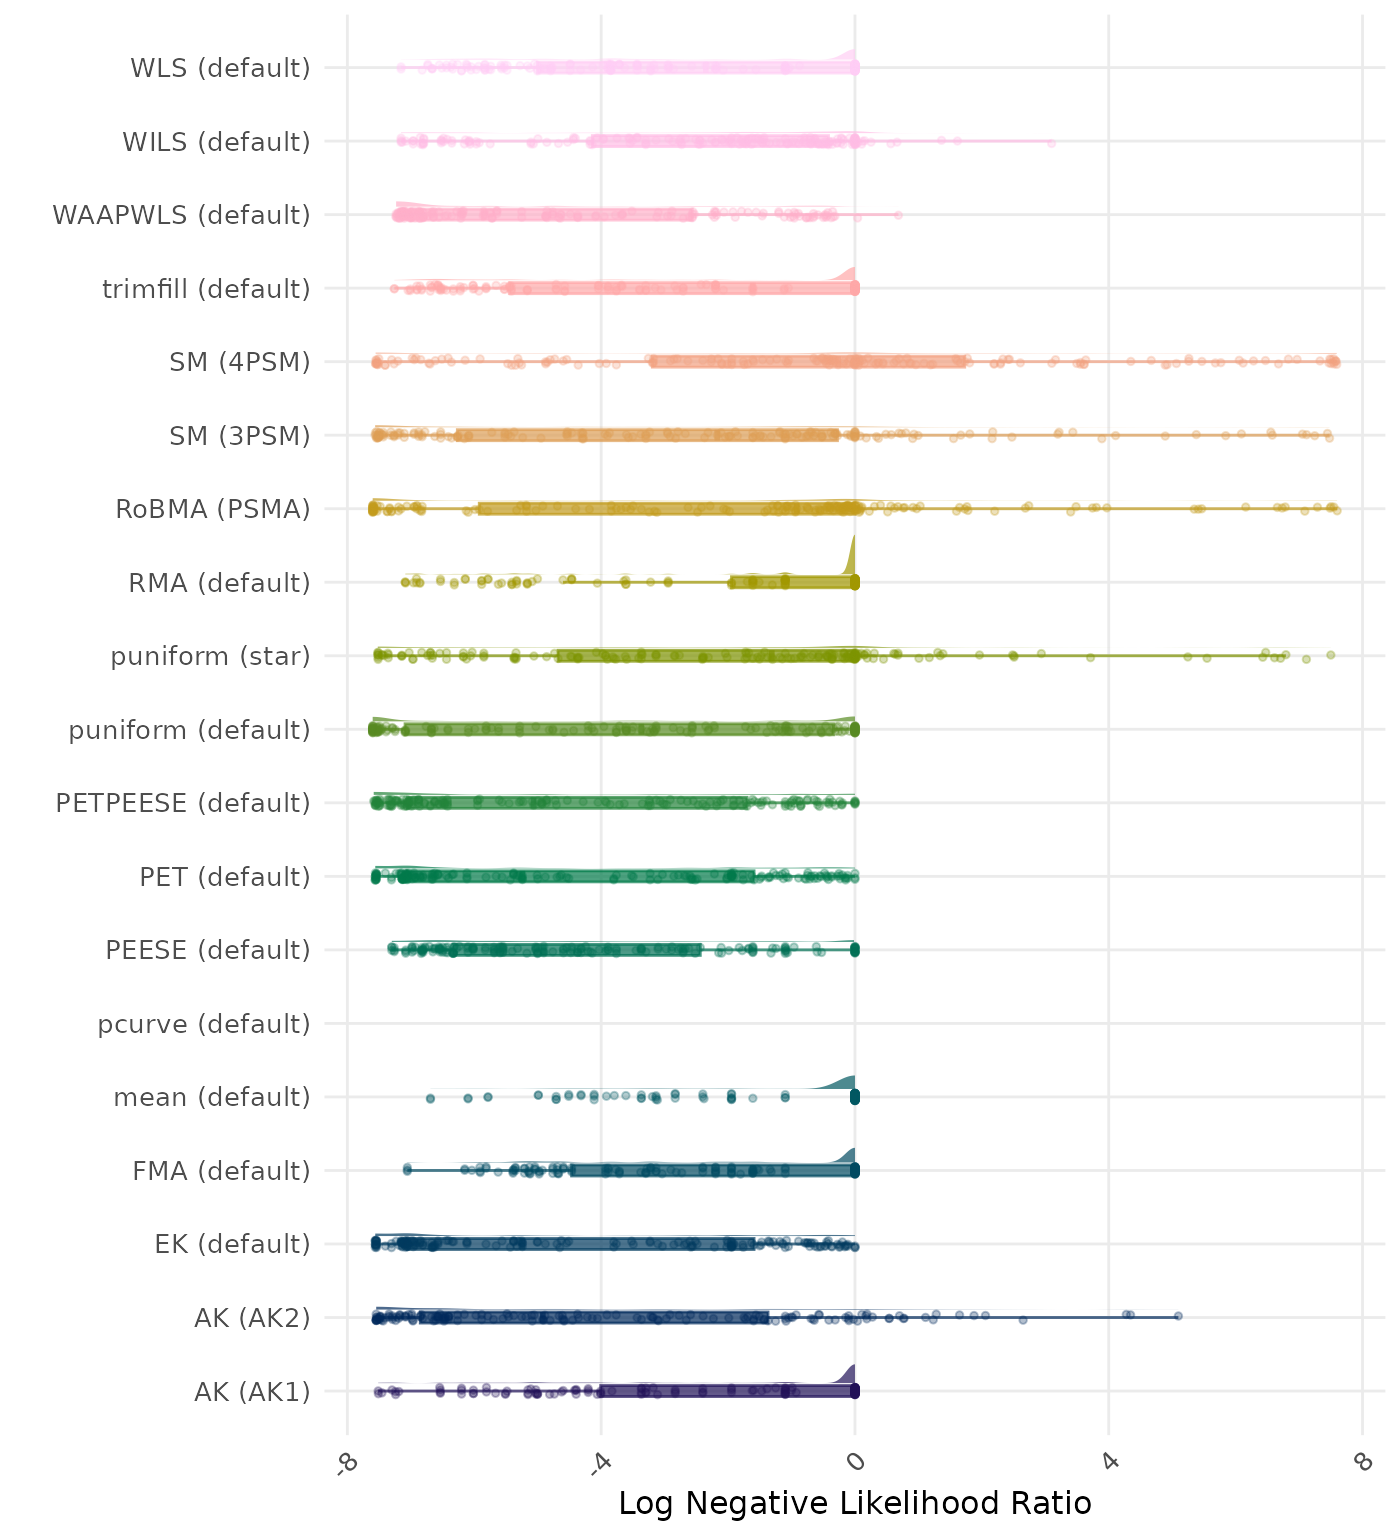 WLS (default)
WILS (default)
WAAPWLS (default)
trimfill (default)
SM (4PSM)
SM (3PSM)
RoBMA (PSMA)
RMA (default)
puniform (star)
puniform (default)
PETPEESE (default)
PET (default)
PEESE (default)
pcurve (default)
mean (default)
FMA (default)
EK (default)
AK (AK2)
AK (AK1)
-8 -4 0 4 8
Log Negative Likelihood Ratio